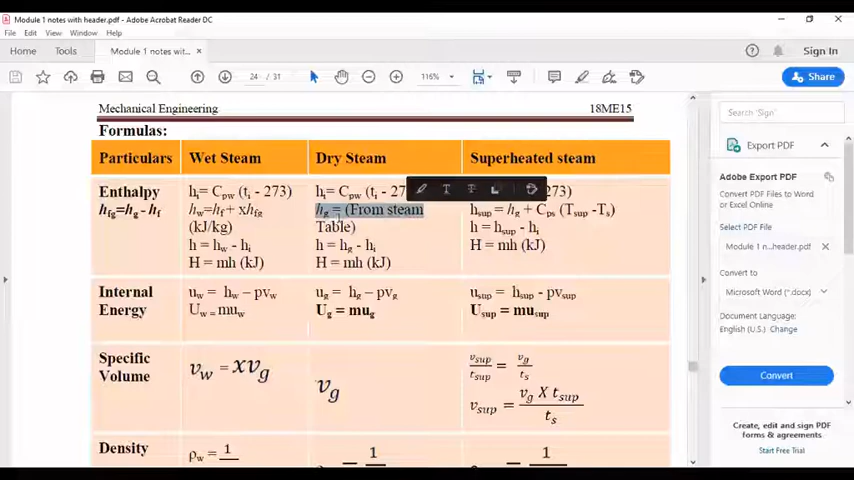 Module 1 notes with header.pdf - Adobe Acrobat Reader DC
File Edit View Window Help
Home Tools Module 1 notes with... × Sign In
24 / 31 116% Share
Mechanical Engineering 18ME15
Formulas:
Particulars Wet Steam Dry Steam Superheated steam
Enthalpy
hfg=hg - hf
hi= Cpw (ti - 273)
hw=hf+ xhfg
(kJ/kg)
h = hw - hi
H = mh (kJ)
hi= Cpw (ti - 27
hg = (From steam
Table)
h = hg - hi
H = mh (kJ)
273)
hsup = hg + Cps (Tsup -Ts)
h = hsup - hi
H = mh (kJ)
Internal
Energy
uw = hw – pvw
Uw = muw
ug = hg – pvg
Ug = mug
usup = hsup - pvsup
Usup = musup
Specific
Volume
vw = xvg
vg
vsup/tsup = vg/ts
vsup = vg X tsup/ts
Density
ρw = 1
= 1
= 1
Search 'Sign'
Export PDF
Adobe Export PDF
Convert PDF Files to Word
or Excel Online
Select PDF File
Module 1 n...header.pdf ×
Convert to
Microsoft Word (*.docx)
Document Language:
English (U.S.) Change
Convert
Create, edit and sign PDF
forms & agreements
Start Free Trial